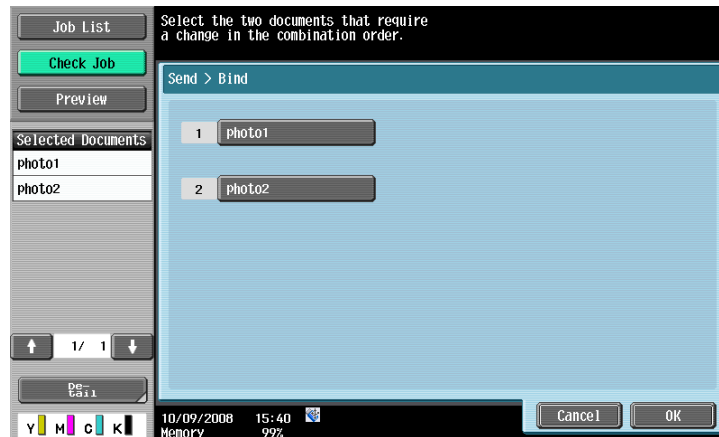 Job List
Check Job
Preview
Selected Documents
photo1
photo2
1/ 1
De-
tail
Y M C K
Select the two documents that require
a change in the combination order.
Send > Bind
1 photo1
2 photo2
10/09/2008 15:40
Memory 99%
Cancel OK